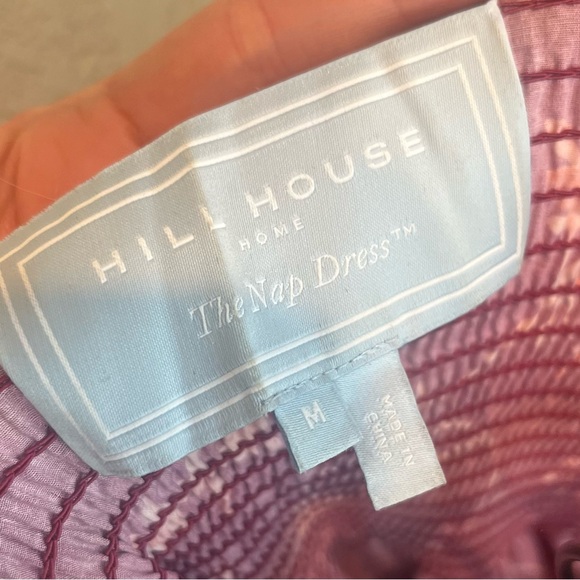 HILL HOUSE
HOME
The Nap Dress™
M
MADE IN
CHINA